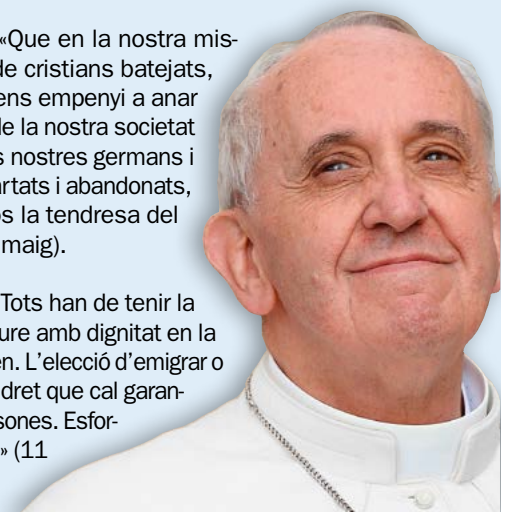 «Que en la nostra mis-
de cristians batejats,
ens empenyi a anar
de la nostra societat
s nostres germans i
artats i abandonats,
s la tendresa del
maig).
Tots han de tenir la
ure amb dignitat en la
en. L'elecció d'emigrar o
dret que cal garan-
sones. Esfor-
» (11